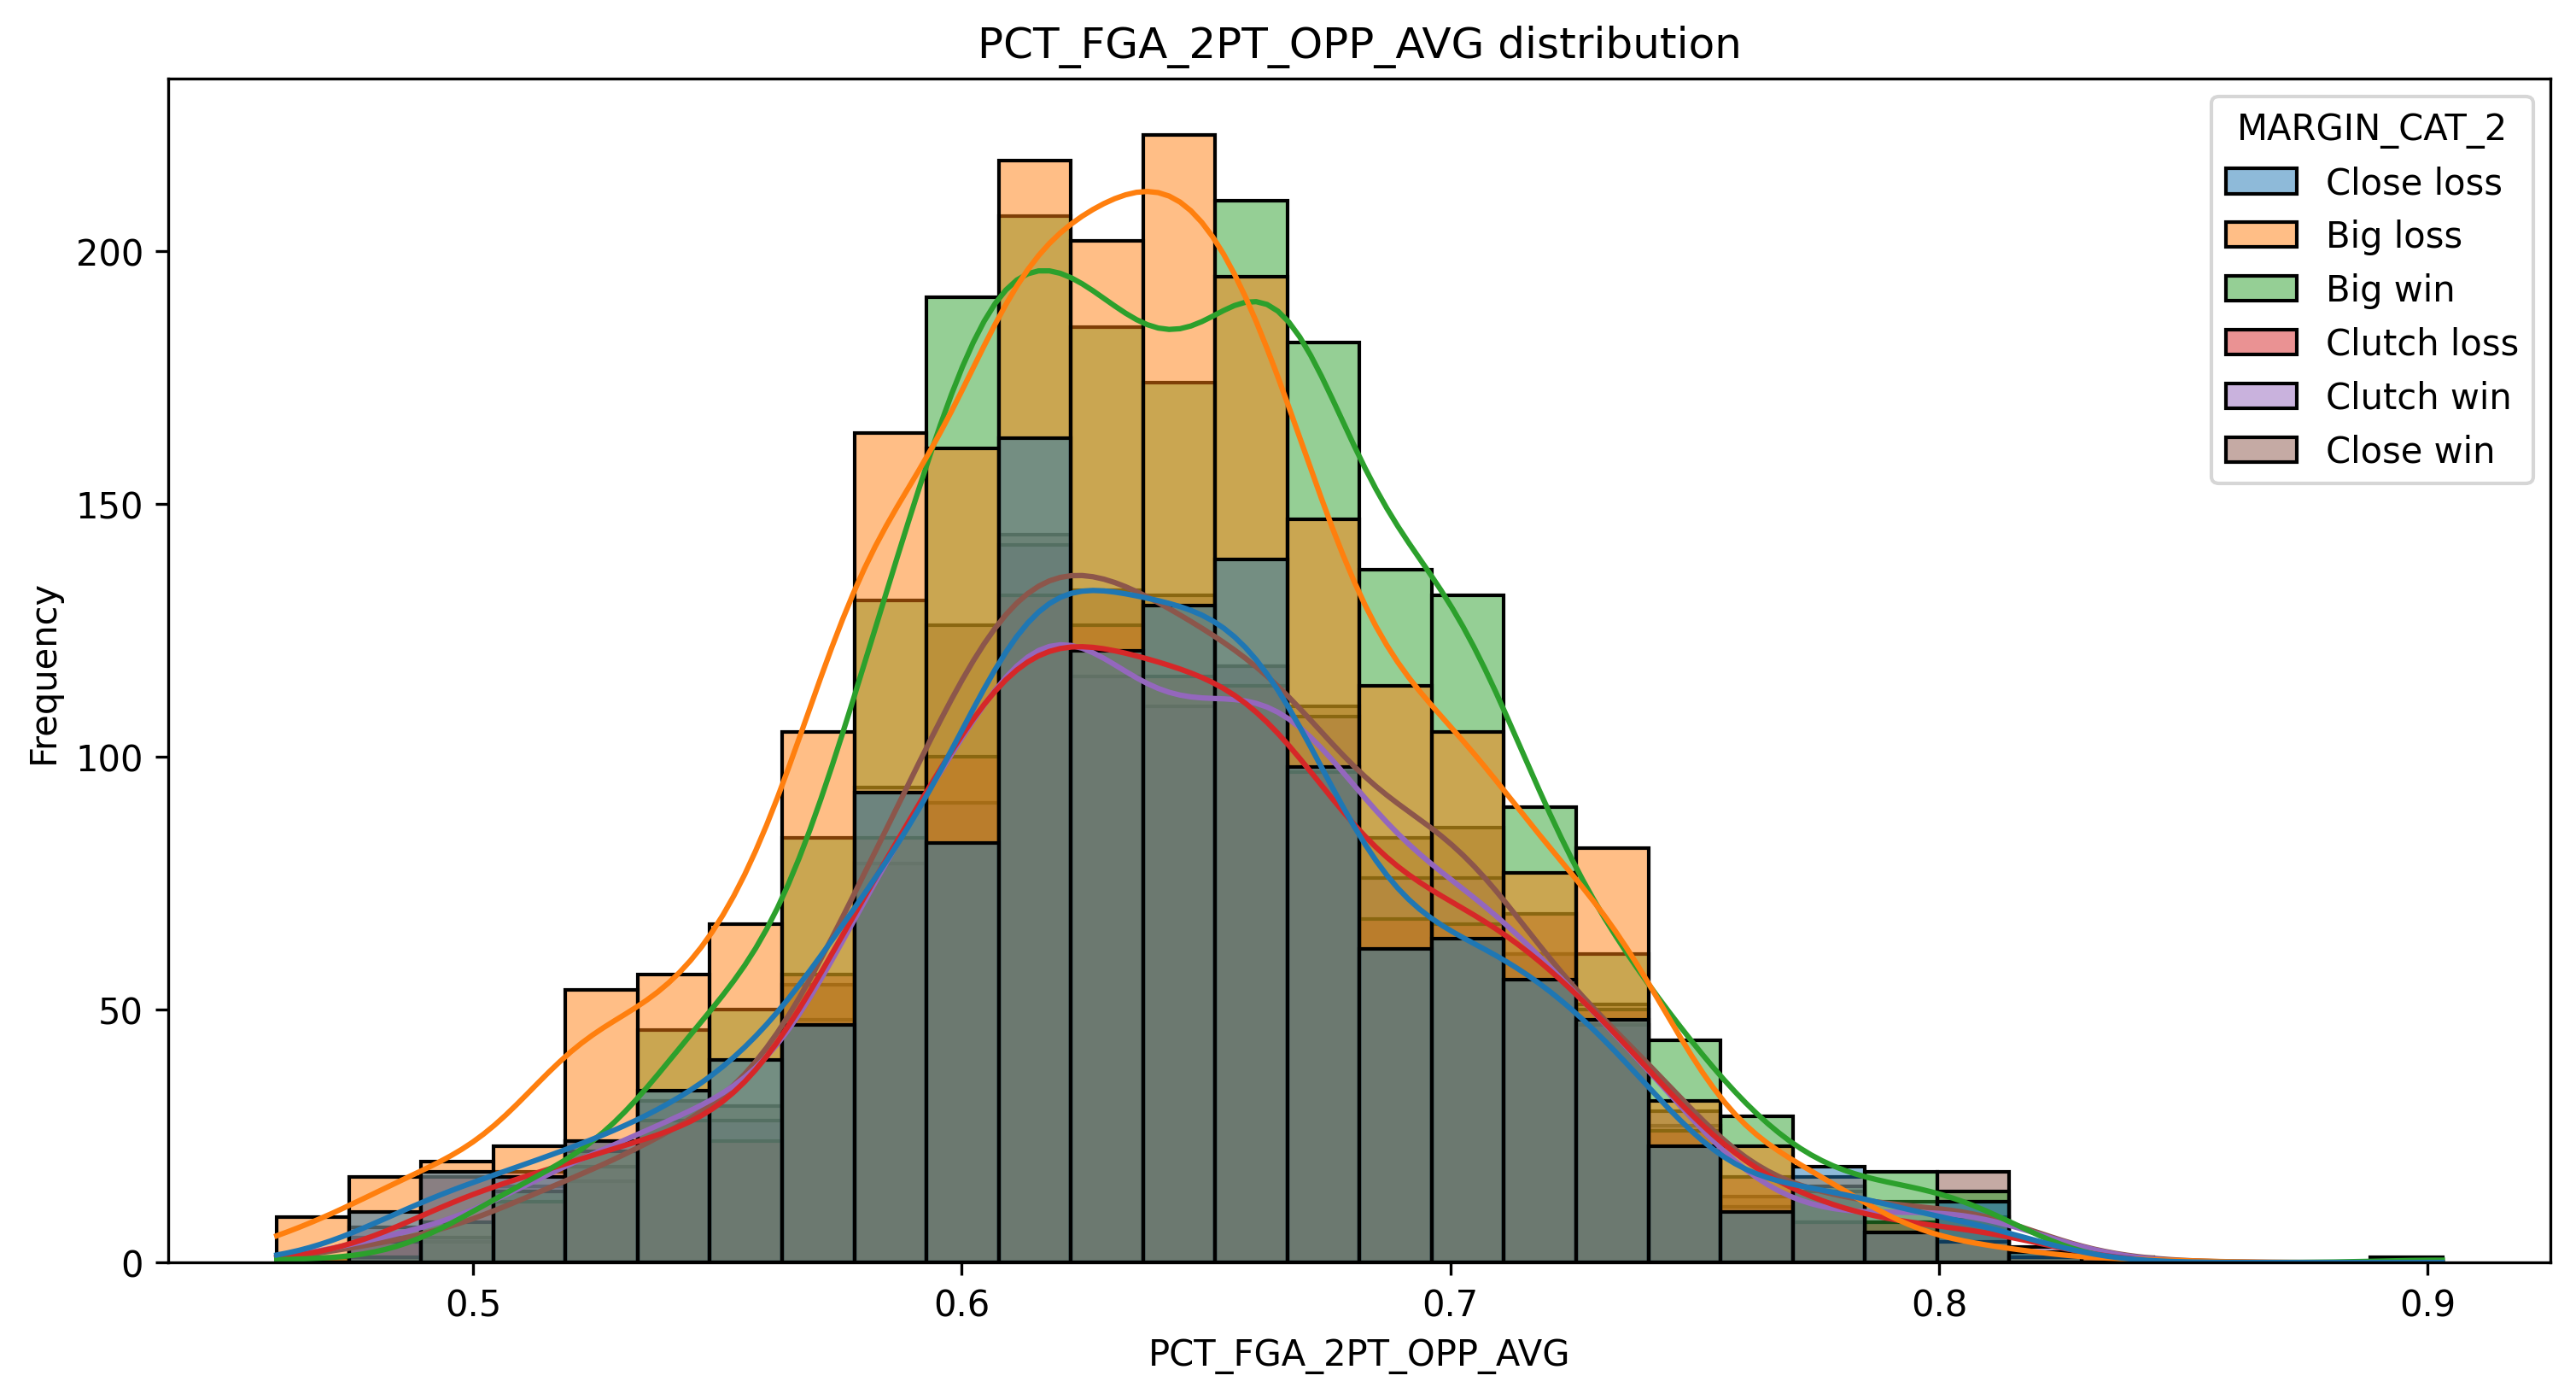 PCT_FGA_2PT_OPP_AVG distribution
MARGIN_CAT_2
Close loss
Big loss
Big win
Clutch loss
Clutch win
Close win
Frequency
200
150
100
50
0
0.5 0.6 0.7 0.8 0.9
PCT_FGA_2PT_OPP_AVG